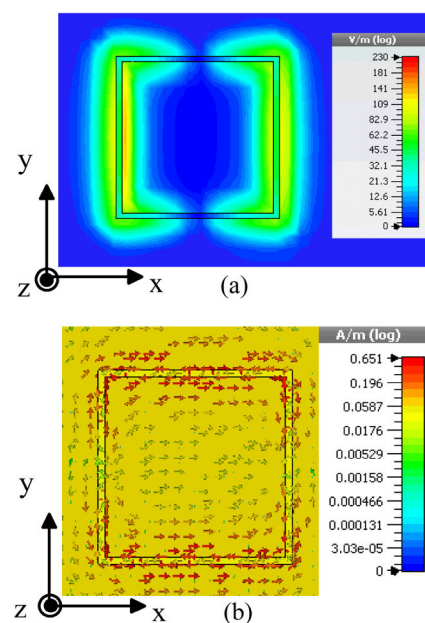 V/m (log)
230
181
141
109
82.9
62.2
45.5
32.1
21.3
12.6
5.61
0
y
z
x
(a)
A/m (log)
0.651
0.196
0.0587
0.0176
0.00529
0.00158
0.000466
0.000131
3.03e-05
0
y
z
x
(b)